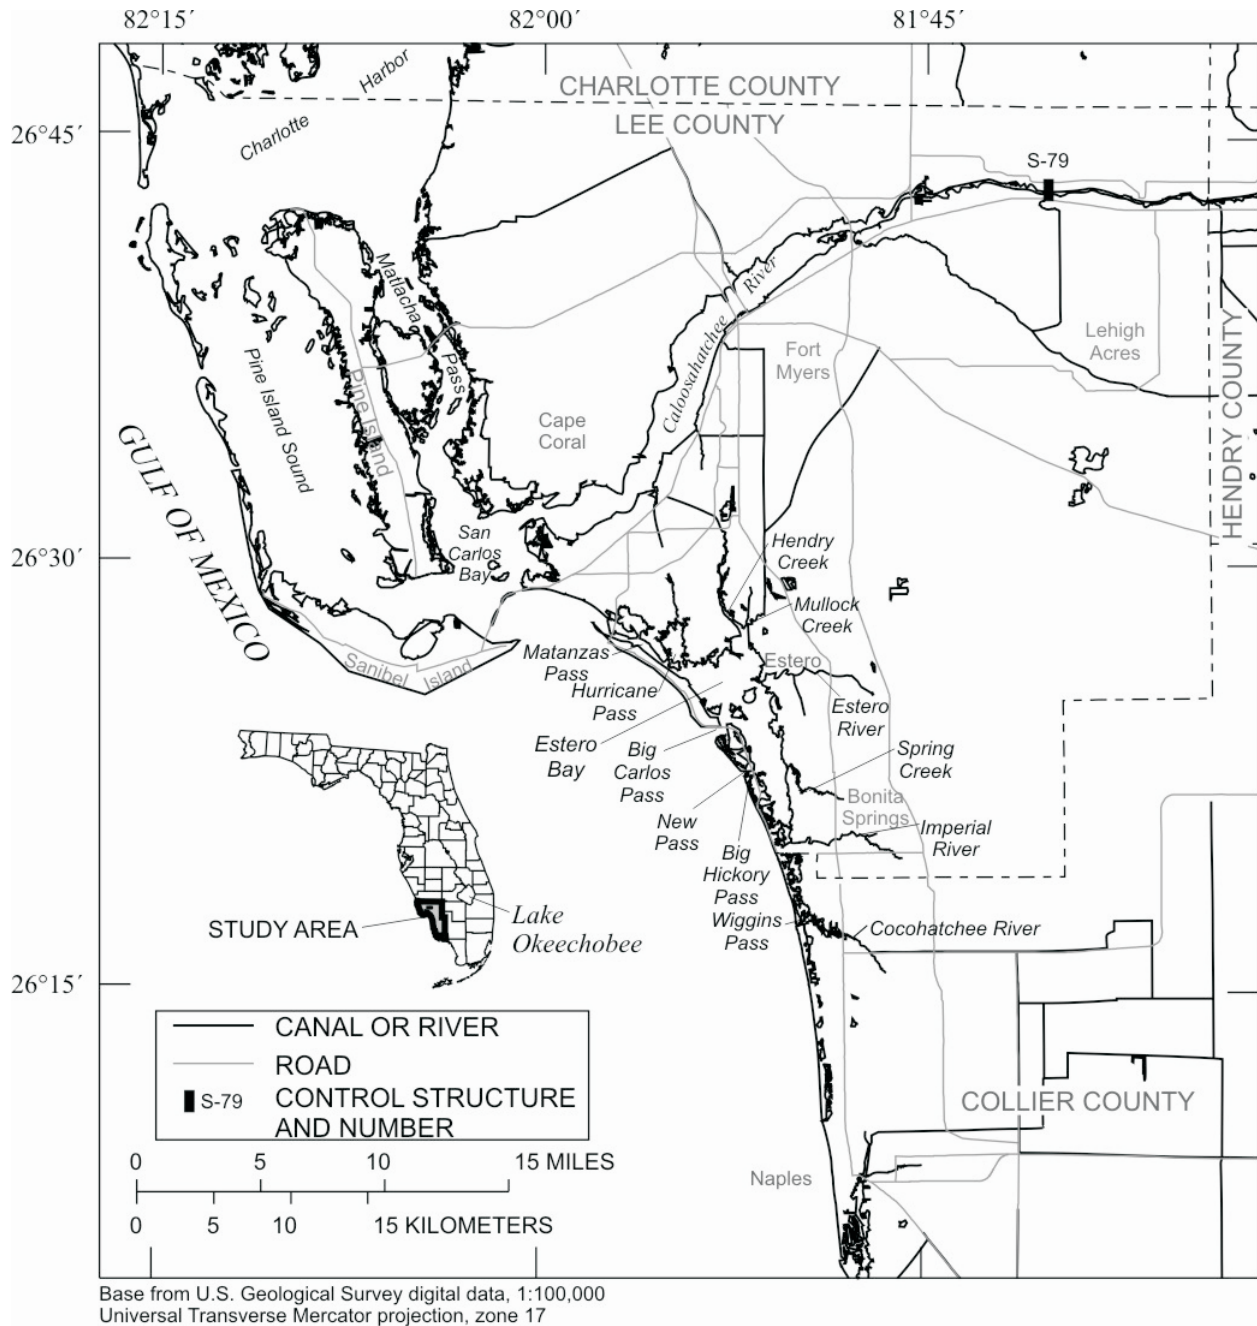 82°15´
82°00´
81°45´
Harbor
Charlotte
CHARLOTTE COUNTY
LEE COUNTY
26°45´
S-79
Matlacha
Pass
River
Caloosahatchee
Lehigh
Acres
Fort
Myers
HENDRY COUNTY
Pine Island Sound
Pine Island
Cape
Coral
GULF OF MEXICO
San
Carlos
Bay
26°30´
Hendry
Creek
Mullock
Creek
Matanzas
Pass
Estero
Sanibel Island
Hurricane
Pass
Estero
River
Estero
Bay
Big
Carlos
Pass
Spring
Creek
Bonita
Springs
New
Pass
Imperial
River
Big
Hickory
Pass
Wiggins
Pass
Cocohatchee River
STUDY AREA
Lake
Okeechobee
26°15´
CANAL OR RIVER
ROAD
S-79 CONTROL STRUCTURE
AND NUMBER
COLLIER COUNTY
0 5 10 15 MILES
0 5 10 15 KILOMETERS
Naples
Base from U.S. Geological Survey digital data, 1:100,000
Universal Transverse Mercator projection, zone 17